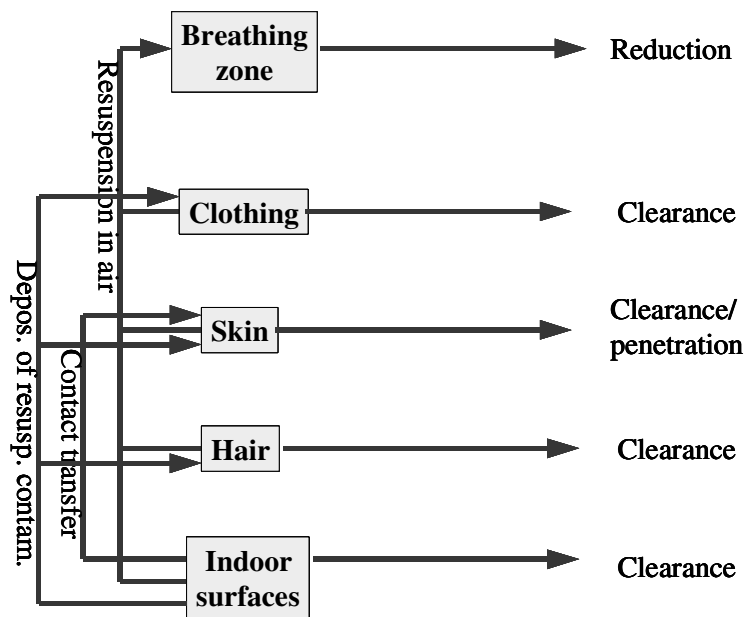 Breathing
zone
Reduction
Resuspension in air
Clothing
Clearance
Depos. of resusp. contam.
Contact transfer
Skin
Clearance/
penetration
Hair
Clearance
Indoor
surfaces
Clearance